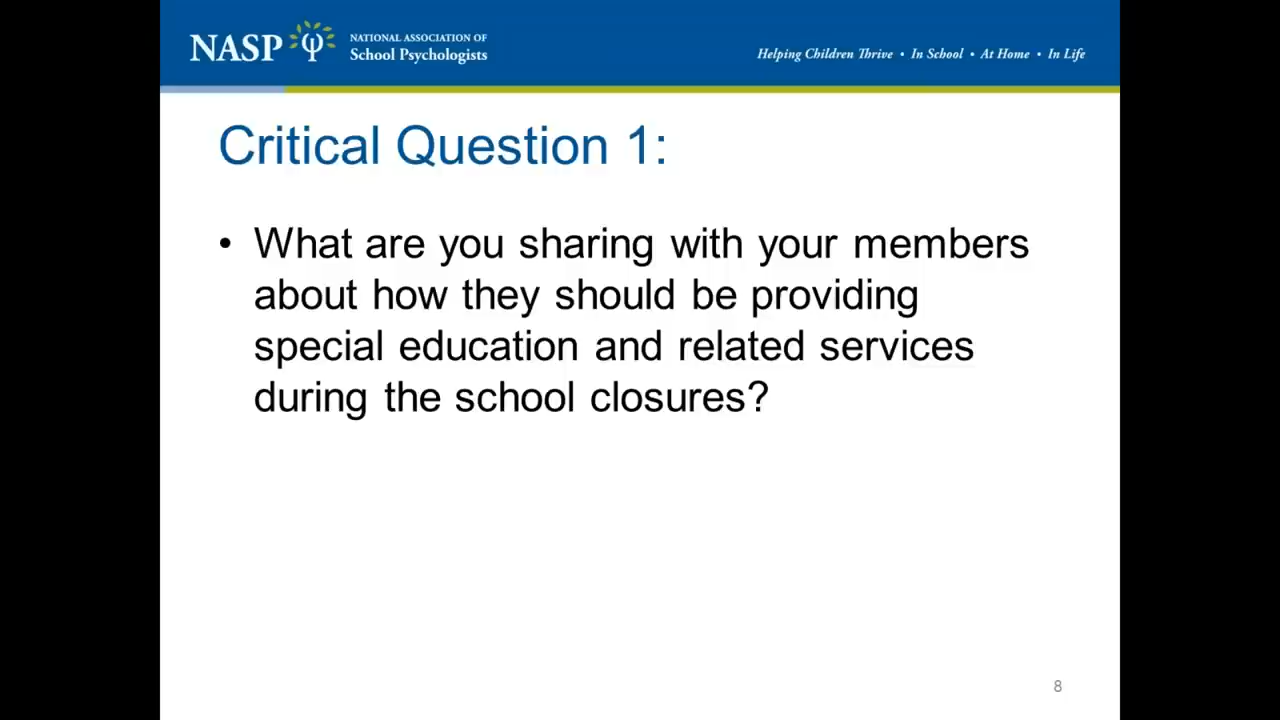 NASP
NATIONAL ASSOCIATION OF
School Psychologists
Helping Children Thrive • In School • At Home • In Life
Critical Question 1:
• What are you sharing with your members
about how they should be providing
special education and related services
during the school closures?
8